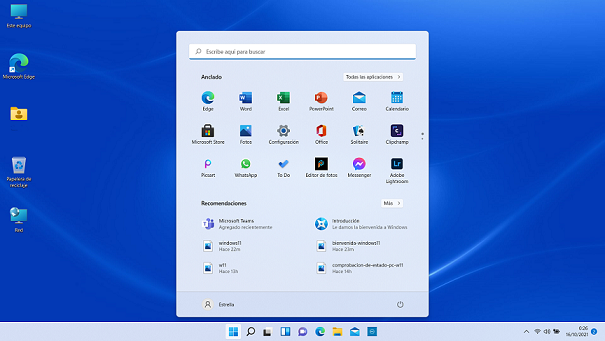 Este equipo
Microsoft Edge
Papelera de
reciclaje
Red
Escribe aquí para buscar
Anclado
Todas las aplicaciones
Edge
Word
Excel
PowerPoint
Correo
Calendario
Microsoft Store
Fotos
Configuración
Office
Solitaire
Clipchamp
Picsart
WhatsApp
To Do
Editor de fotos
Messenger
Adobe
Lightroom
Recomendaciones
Más
Microsoft Teams
Agregado recientemente
Introducción
Le damos la bienvenida a Windows
windows11
Hace 22m
bienvenida-windows11
Hace 23m
w11
Hace 13h
comprobacion-de-estado-pc-w11
Hace 14h
Estrella
0:26
16/10/2021
2